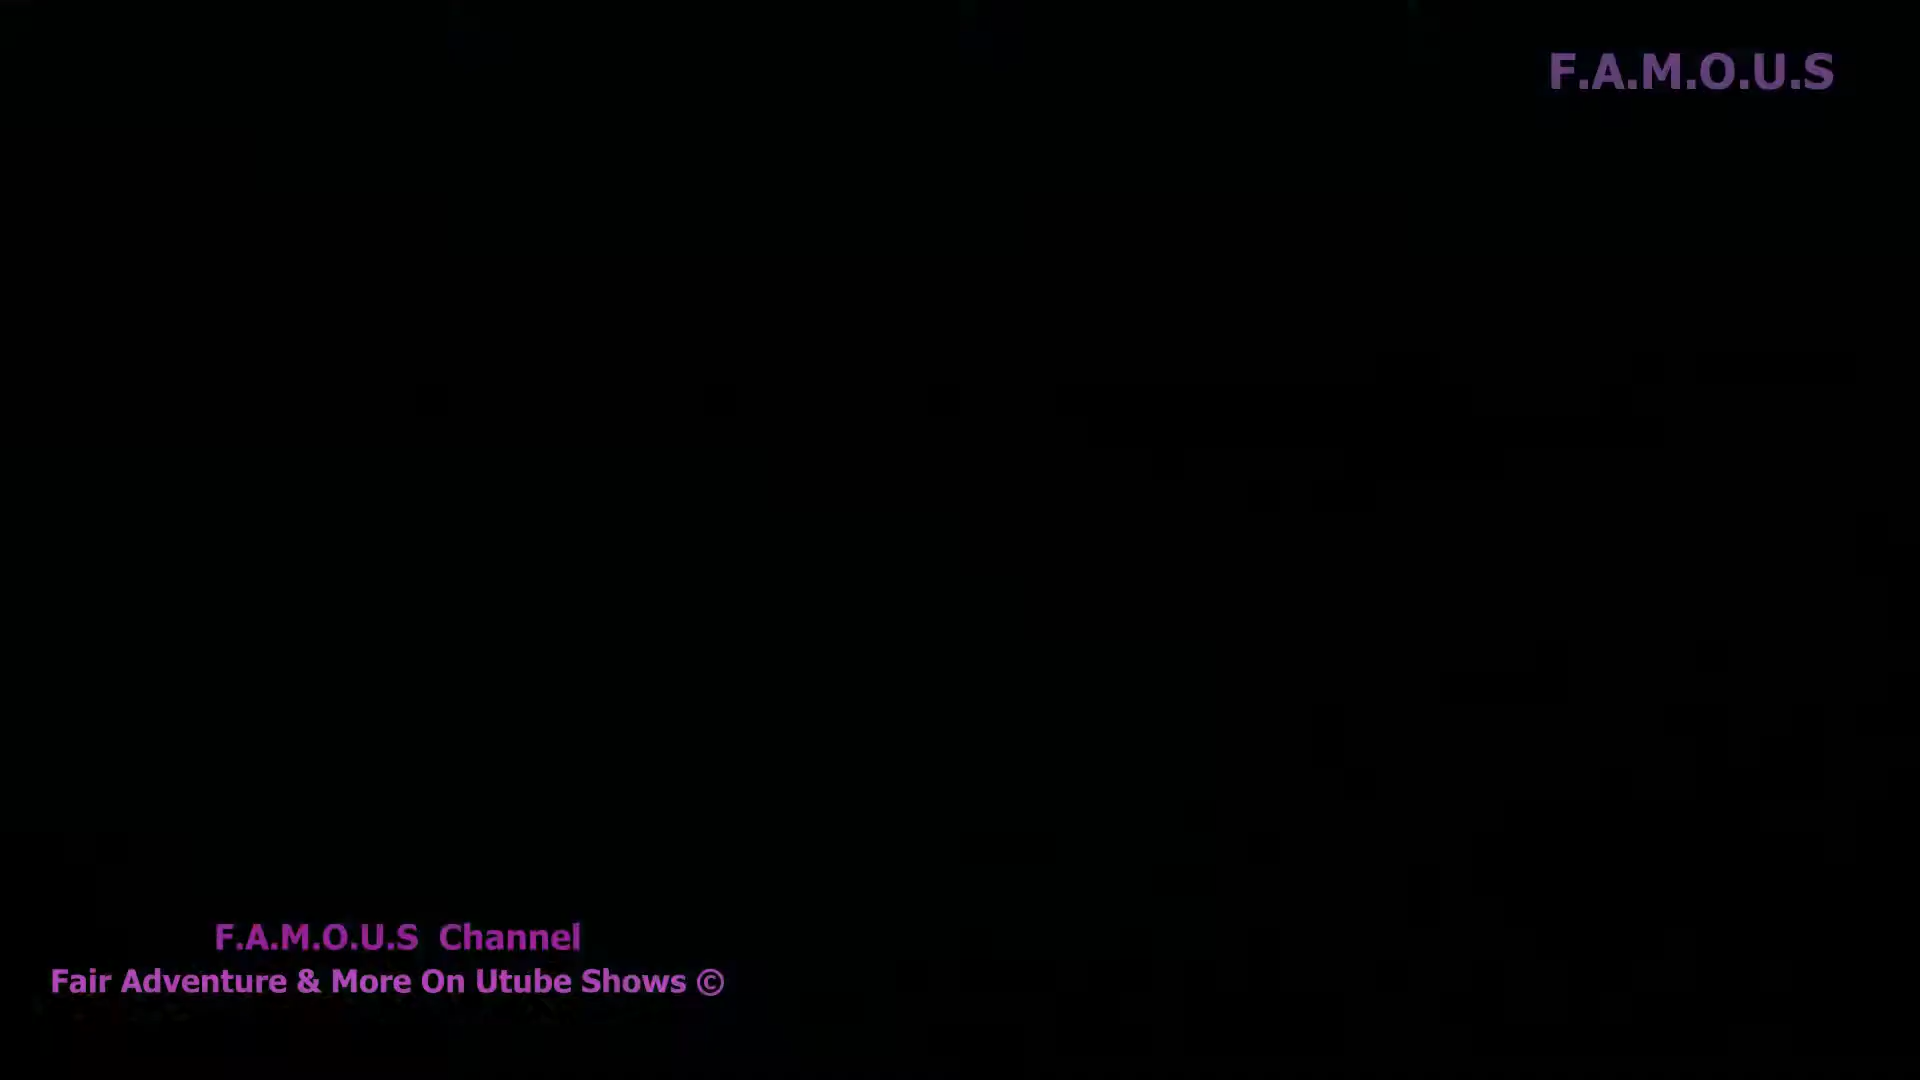 F.A.M.O.U.S
F.A.M.O.U.S Channel
Fair Adventure & More On Utube Shows ©